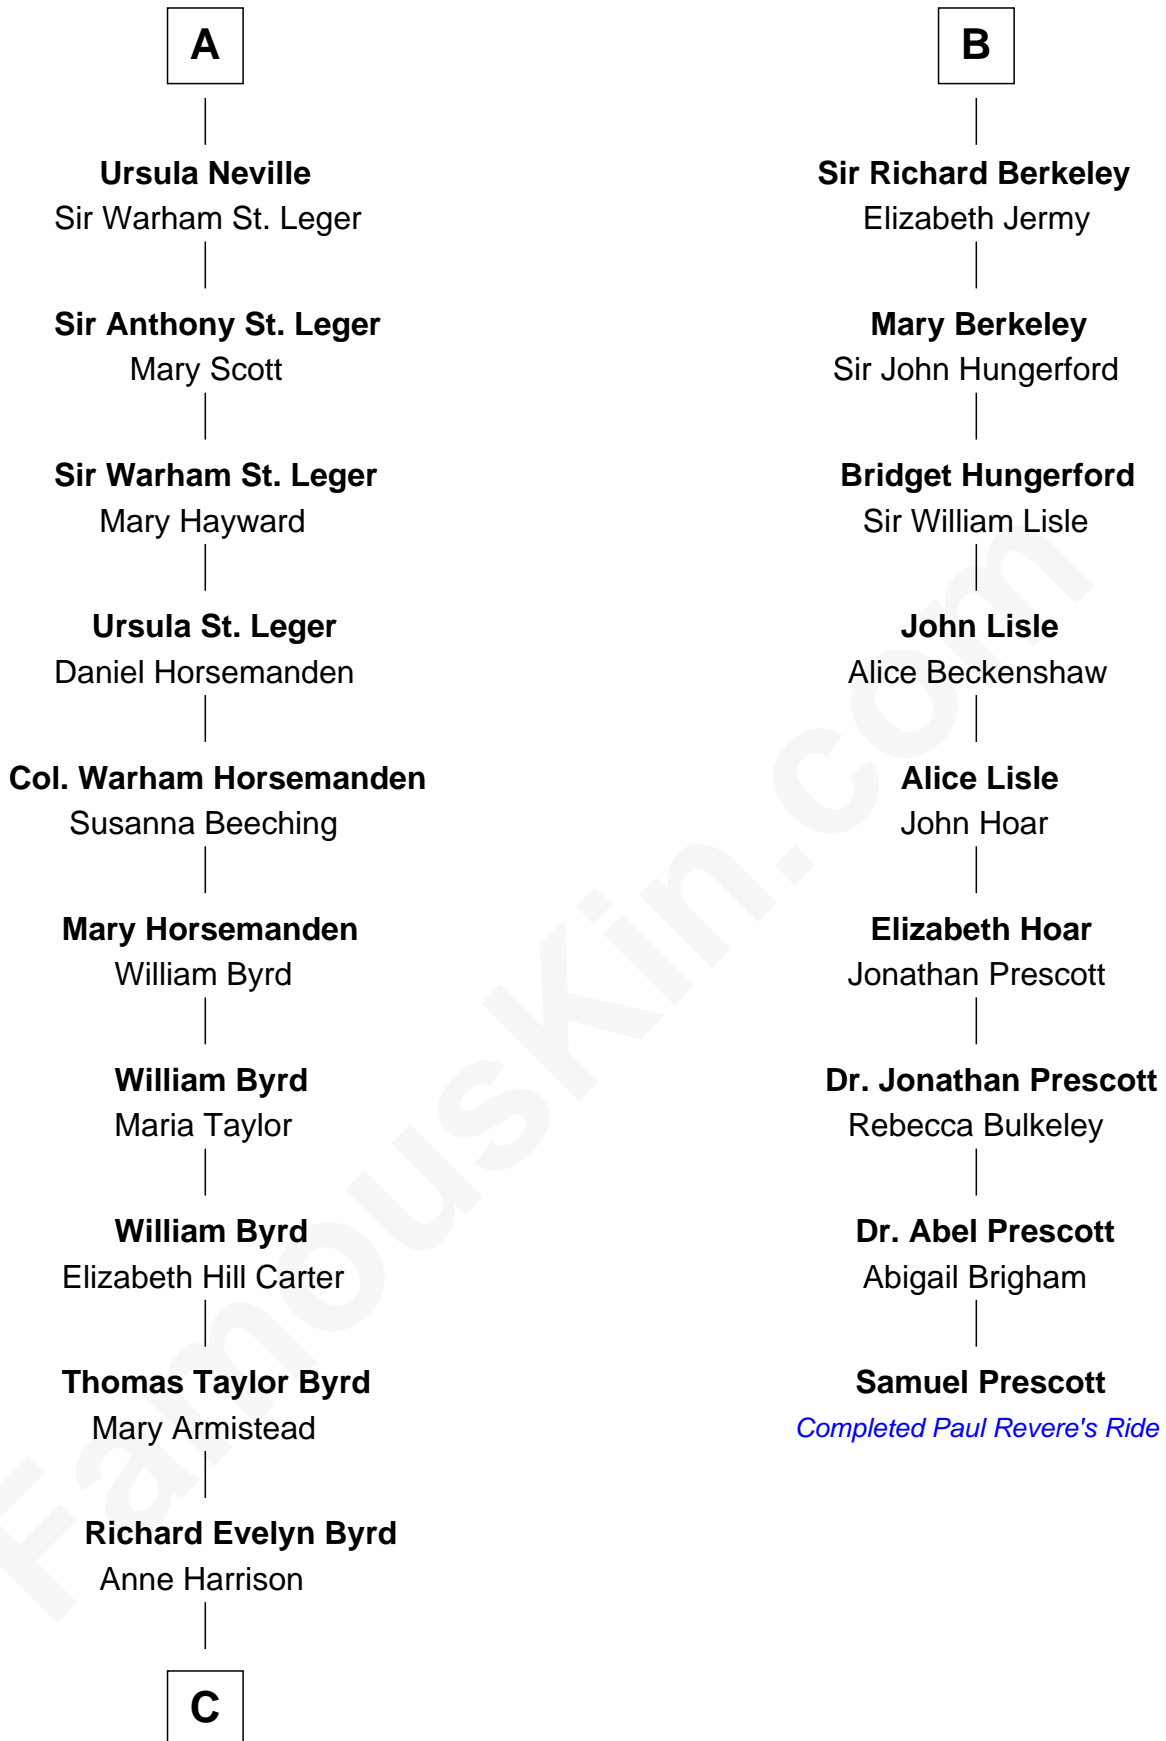 A
Ursula Neville
Sir Warham St. Leger
Sir Anthony St. Leger
Mary Scott
Sir Warham St. Leger
Mary Hayward
Ursula St. Leger
Daniel Horsemanden
Col. Warham Horsemanden
Susanna Beeching
Mary Horsemanden
William Byrd
William Byrd
Maria Taylor
William Byrd
Elizabeth Hill Carter
Thomas Taylor Byrd
Mary Armistead
Richard Evelyn Byrd
Anne Harrison
C
B
Sir Richard Berkeley
Elizabeth Jermy
Mary Berkeley
Sir John Hungerford
Bridget Hungerford
Sir William Lisle
John Lisle
Alice Beckenshaw
Alice Lisle
John Hoar
Elizabeth Hoar
Jonathan Prescott
Dr. Jonathan Prescott
Rebecca Bulkeley
Dr. Abel Prescott
Abigail Brigham
Samuel Prescott
Completed Paul Revere's Ride
FamousKin.com